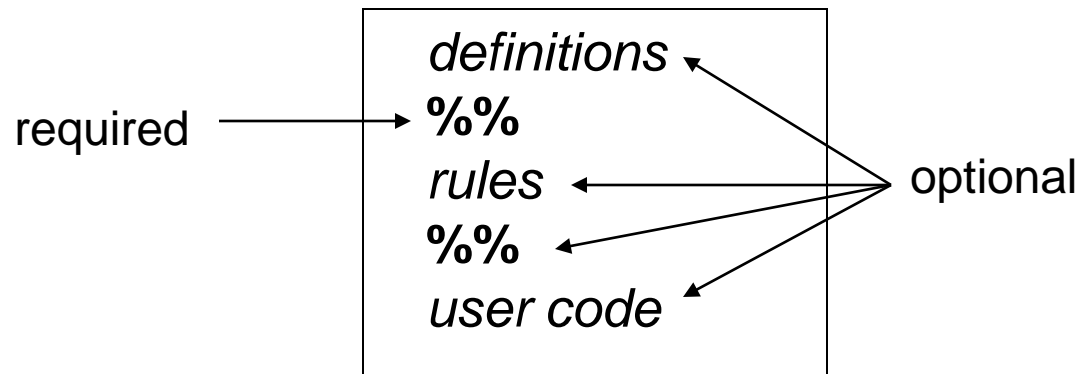 definitions
required
%%
rules
optional
%%
user code